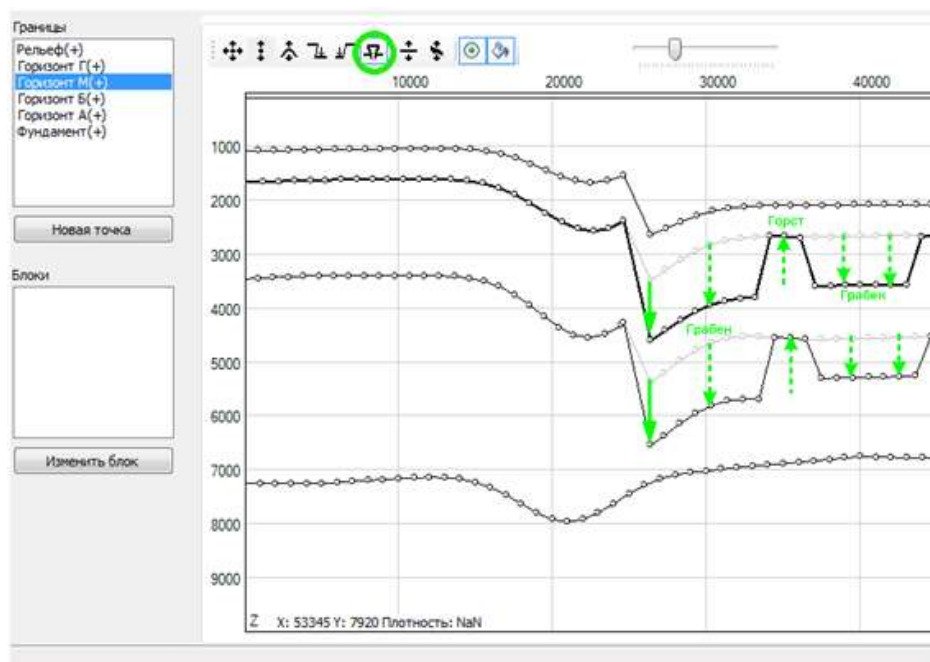 Границы
Рельеф(+)
Горизонт Г(+)
Горизонт М(+)
Горизонт Б(+)
Горизонт А(+)
Фундамент(+)
Новая точка
Блоки
Изменить блок
10000 20000 30000 40000
1000
2000
3000
4000
5000
6000
7000
8000
9000
Горст
Грабен
Грабен
Z X: 53345 Y: 7920 Плотность: NaN